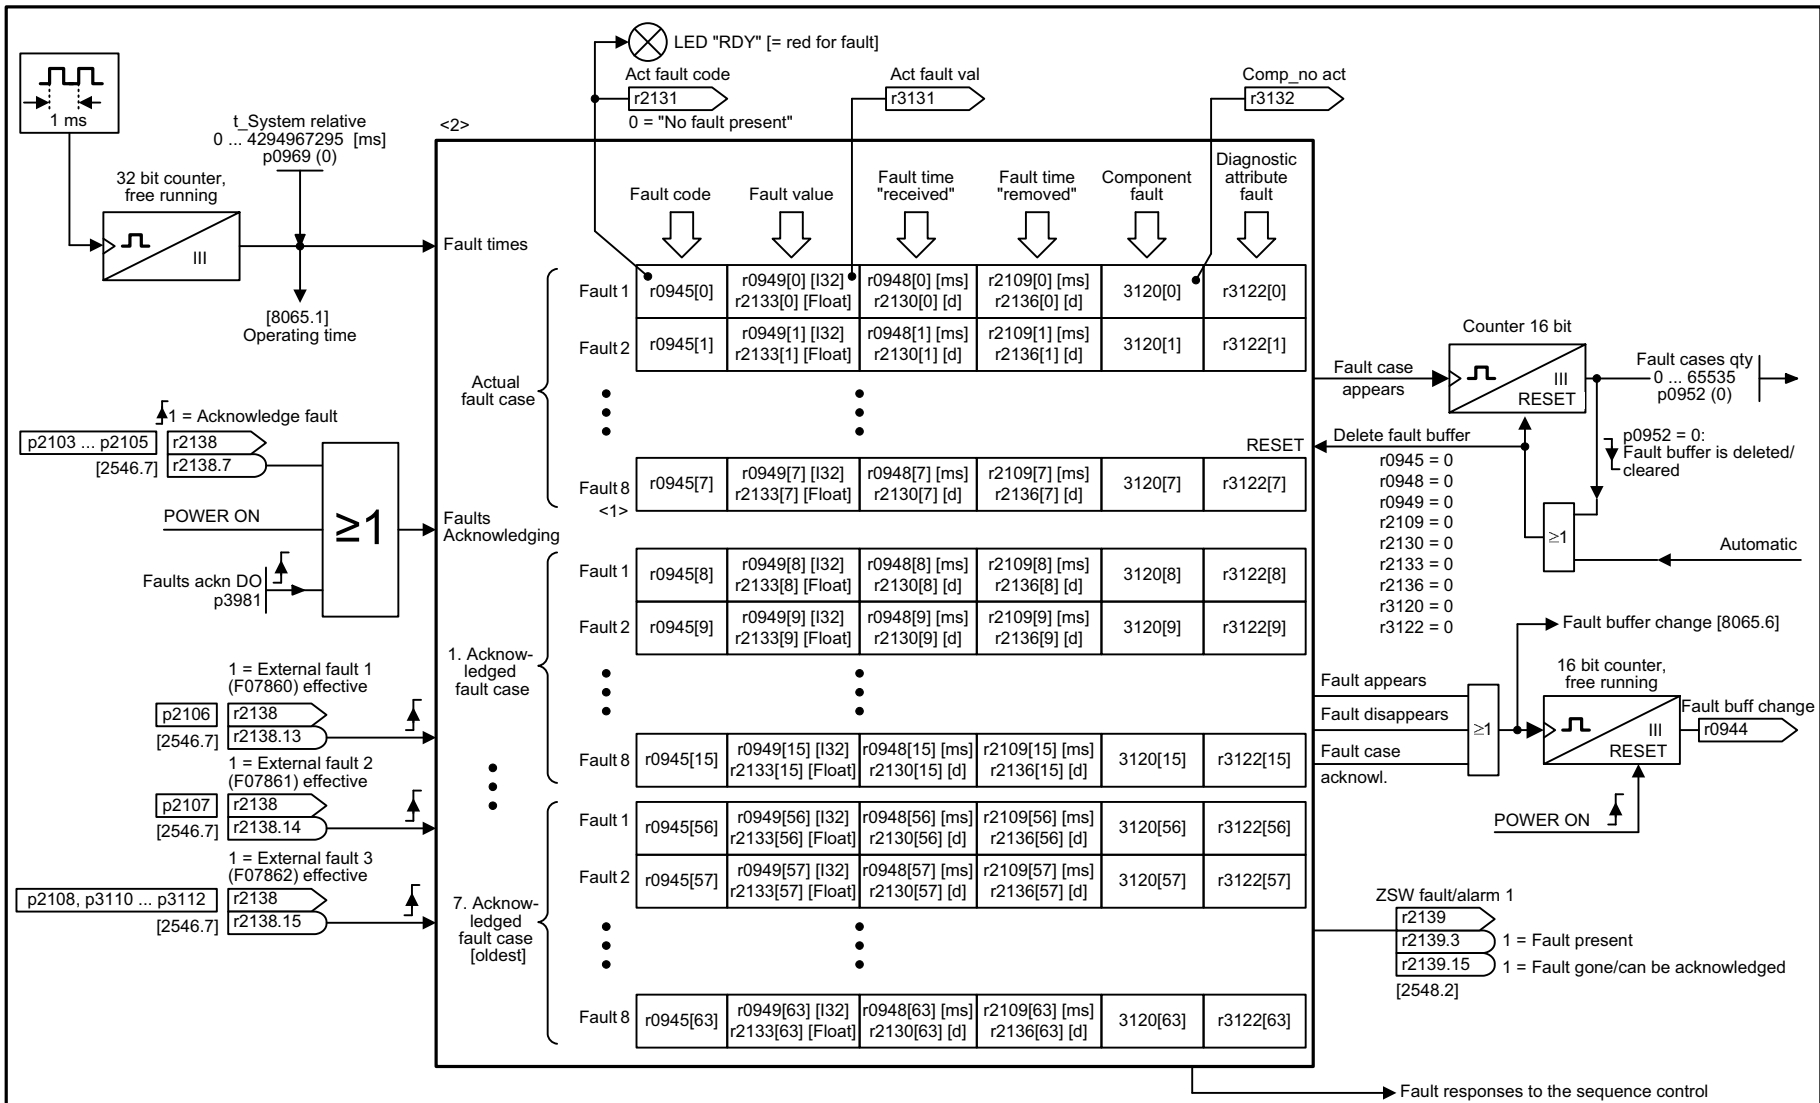 LED "RDY" [= red for fault]
Act fault code
r2131
0 = "No fault present"
Act fault val
r3131
Comp_no act
r3132
1 ms
t_System relative
0 ... 4294967295 [ms]
p0969 (0)
<2>
32 bit counter,
free running
III
[8065.1]
Operating time
Fault times
Fault code
Fault value
Fault time
"received"
Fault time
"removed"
Component
fault
Diagnostic
attribute
fault
Actual
fault case
Fault 1
r0945[0]
r0949[0] [I32]
r2133[0] [Float]
r0948[0] [ms]
r2130[0] [d]
r2109[0] [ms]
r2136[0] [d]
3120[0]
r3122[0]
Fault 2
r0945[1]
r0949[1] [I32]
r2133[1] [Float]
r0948[1] [ms]
r2130[1] [d]
r2109[1] [ms]
r2136[1] [d]
3120[1]
r3122[1]
Fault 8
<1>
r0945[7]
r0949[7] [I32]
r2133[7] [Float]
r0948[7] [ms]
r2130[7] [d]
r2109[7] [ms]
r2136[7] [d]
3120[7]
r3122[7]
1 = Acknowledge fault
p2103 ... p2105
r2138
[2546.7]
r2138.7
POWER ON
Faults ackn DO
p3981
≥1
Faults
Acknowledging
1. Acknow-
ledged
fault case
Fault 1
r0945[8]
r0949[8] [I32]
r2133[8] [Float]
r0948[8] [ms]
r2130[8] [d]
r2109[8] [ms]
r2136[8] [d]
3120[8]
r3122[8]
Fault 2
r0945[9]
r0949[9] [I32]
r2133[9] [Float]
r0948[9] [ms]
r2130[9] [d]
r2109[9] [ms]
r2136[9] [d]
3120[9]
r3122[9]
Fault 8
r0945[15]
r0949[15] [I32]
r2133[15] [Float]
r0948[15] [ms]
r2130[15] [d]
r2109[15] [ms]
r2136[15] [d]
3120[15]
r3122[15]
1 = External fault 1
(F07860) effective
p2106
r2138
[2546.7]
r2138.13
1 = External fault 2
(F07861) effective
p2107
r2138
[2546.7]
r2138.14
1 = External fault 3
(F07862) effective
p2108, p3110 ... p3112
r2138
[2546.7]
r2138.15
7. Acknow-
ledged
fault case
[oldest]
Fault 1
r0945[56]
r0949[56] [I32]
r2133[56] [Float]
r0948[56] [ms]
r2130[56] [d]
r2109[56] [ms]
r2136[56] [d]
3120[56]
r3122[56]
Fault 2
r0945[57]
r0949[57] [I32]
r2133[57] [Float]
r0948[57] [ms]
r2130[57] [d]
r2109[57] [ms]
r2136[57] [d]
3120[57]
r3122[57]
Fault 8
r0945[63]
r0949[63] [I32]
r2133[63] [Float]
r0948[63] [ms]
r2130[63] [d]
r2109[63] [ms]
r2136[63] [d]
3120[63]
r3122[63]
Counter 16 bit
Fault case
appears
III
RESET
Fault cases qty
0 ... 65535
p0952 (0)
RESET
Delete fault buffer
r0945 = 0
r0948 = 0
r0949 = 0
r2109 = 0
r2130 = 0
r2133 = 0
r2136 = 0
r3120 = 0
r3122 = 0
p0952 = 0:
Fault buffer is deleted/
cleared
≥1
Automatic
Fault buffer change [8065.6]
Fault appears
Fault disappears
Fault case
acknowl.
≥1
16 bit counter,
free running
III
RESET
Fault buff change
r0944
POWER ON
ZSW fault/alarm 1
r2139
r2139.3
1 = Fault present
r2139.15
1 = Fault gone/can be acknowledged
[2548.2]
Fault responses to the sequence control